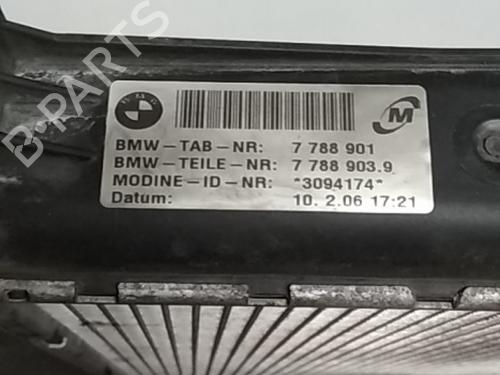 B-PARTS
BMW
M
BMW-TAB-NR: 7 788 901
BMW-TEILE-NR: 7 788 903.9
MODINE-ID-NR: *3094174*
Datum: 10. 2.06 17:21